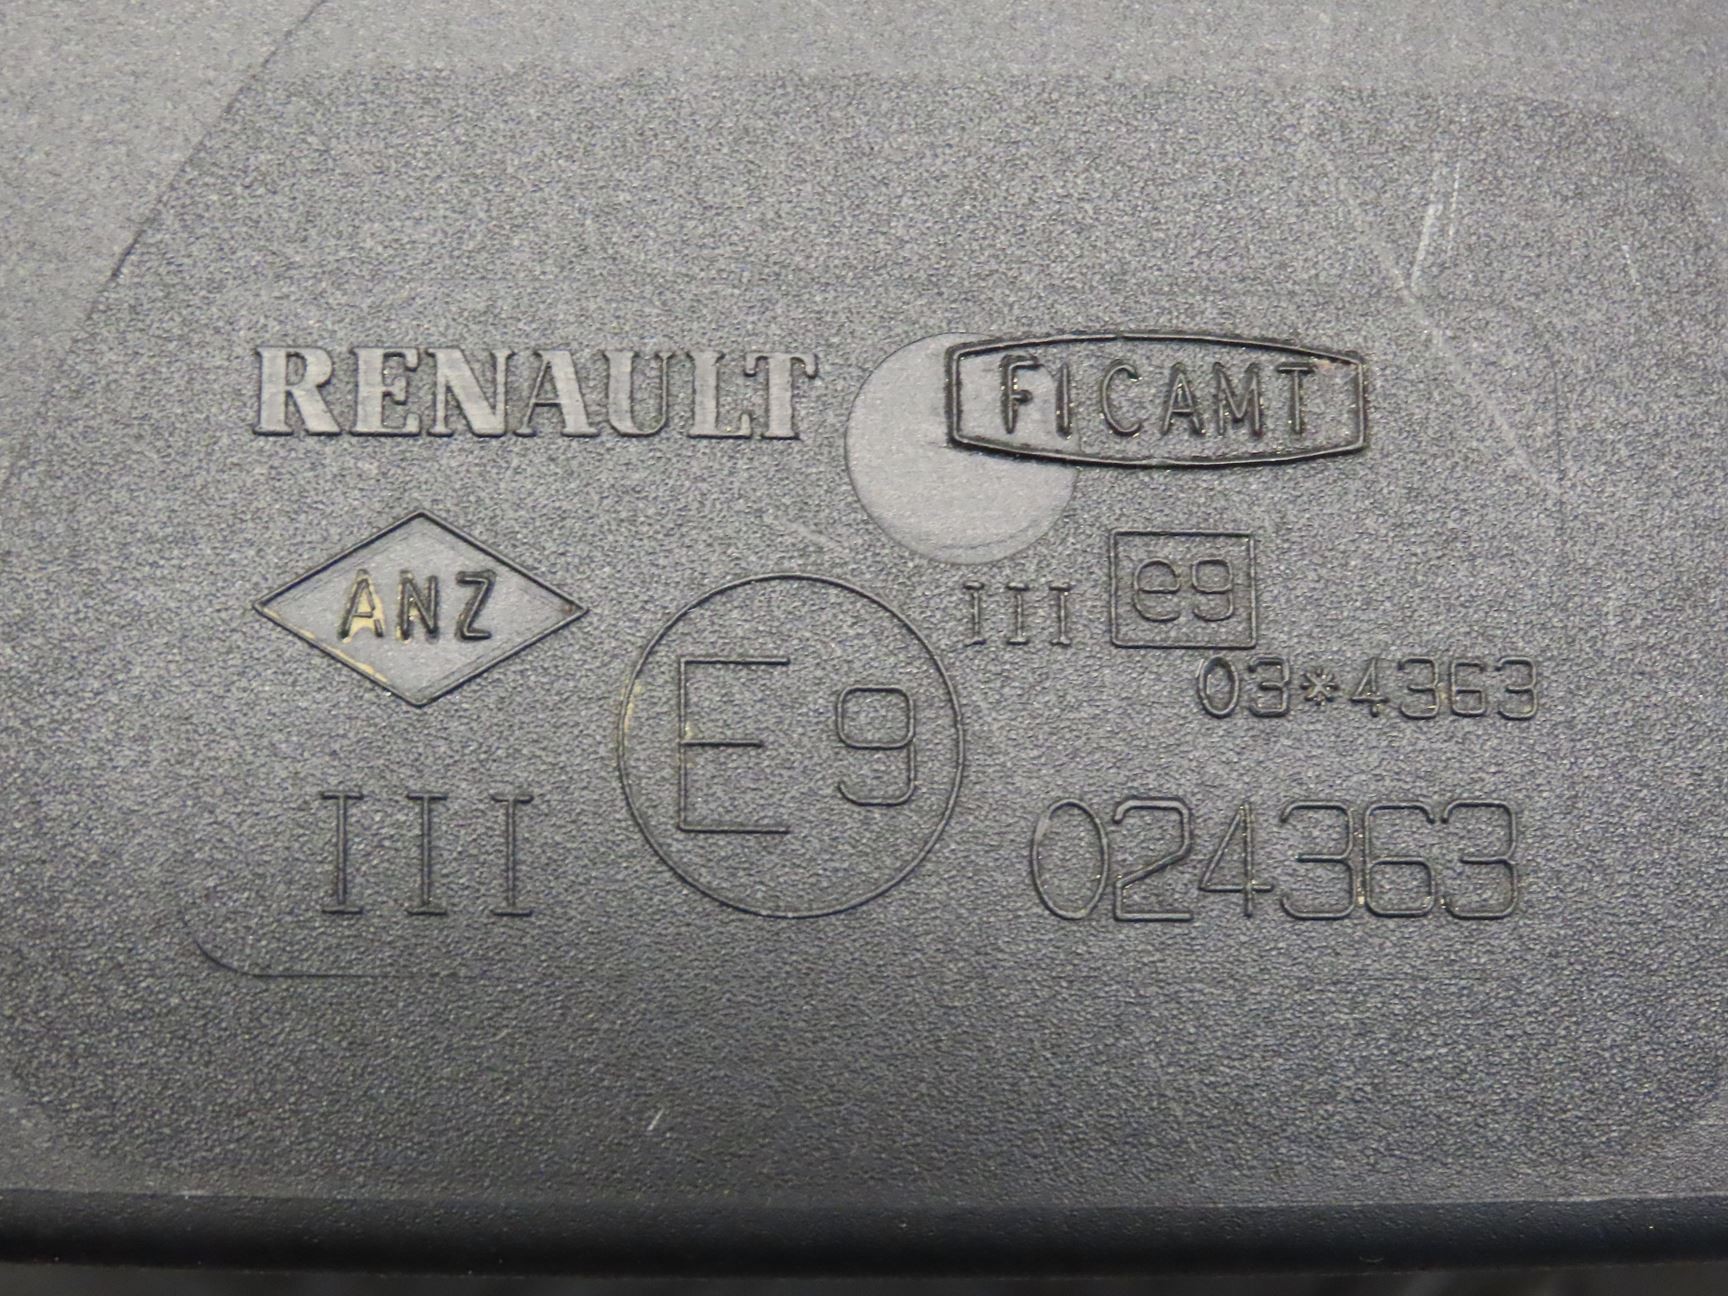 RENAULT FICAMT
ANZ
III e9
03*4363
III E9 024363